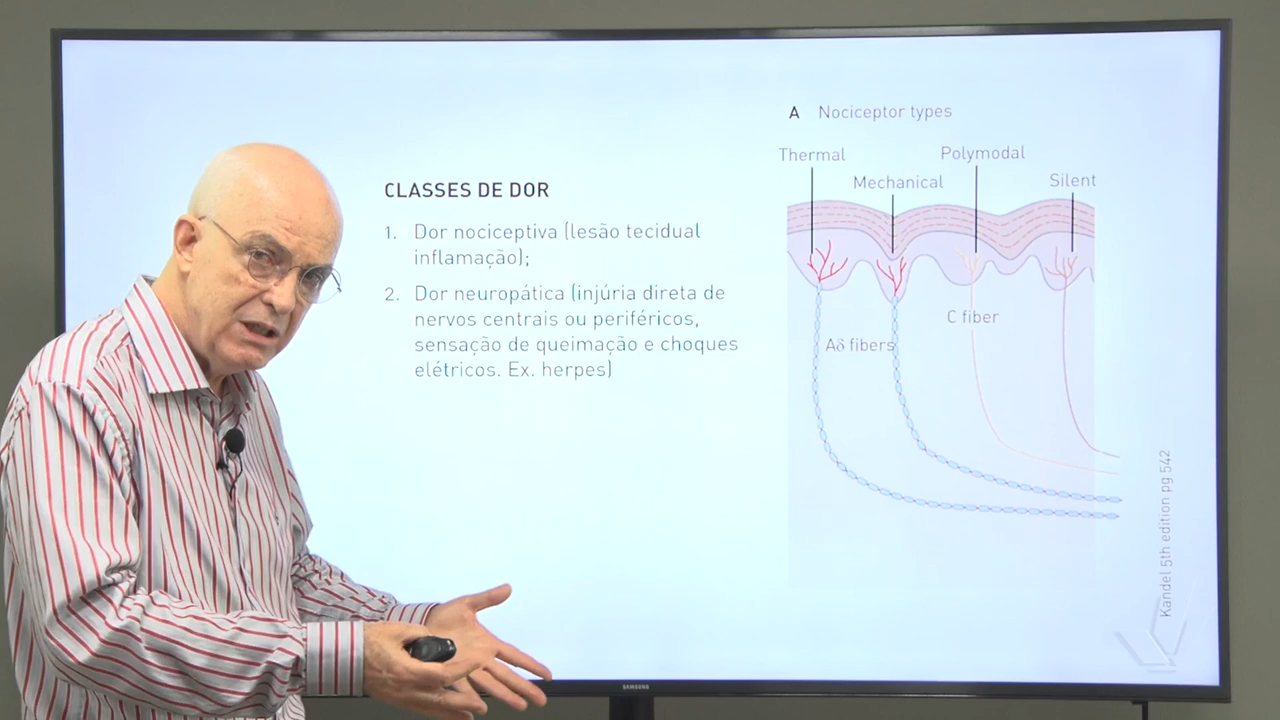 CLASSES DE DOR
1. Dor nociceptiva (lesão tecidual
inflamação);
2. Dor neuropática (injúria direta de
nervos centrais ou periféricos,
sensação de queimação e choques
elétricos. Ex. herpes)
A Nociceptor types
Thermal
Polymodal
Mechanical
Silent
C fiber
Aδ fibers
Kandel 5th edition pg 542
SAMSUNG